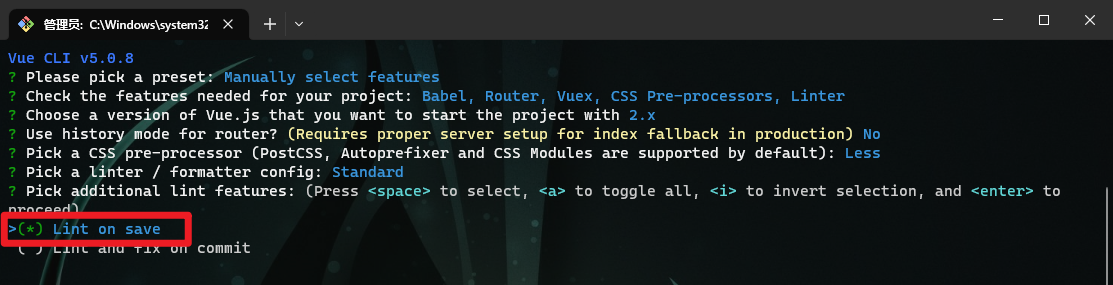 管理员: C:\Windows\system32
Vue CLI v5.0.8
? Please pick a preset: Manually select features
? Check the features needed for your project: Babel, Router, Vuex, CSS Pre-processors, Linter
? Choose a version of Vue.js that you want to start the project with 2.x
? Use history mode for router? (Requires proper server setup for index fallback in production) No
? Pick a CSS pre-processor (PostCSS, Autoprefixer and CSS Modules are supported by default): Less
? Pick a linter / formatter config: Standard
? Pick additional lint features: (Press <space> to select, <a> to toggle all, <i> to invert selection, and <enter> to
proceed)
>(*) Lint on save
( ) Lint and fix on commit